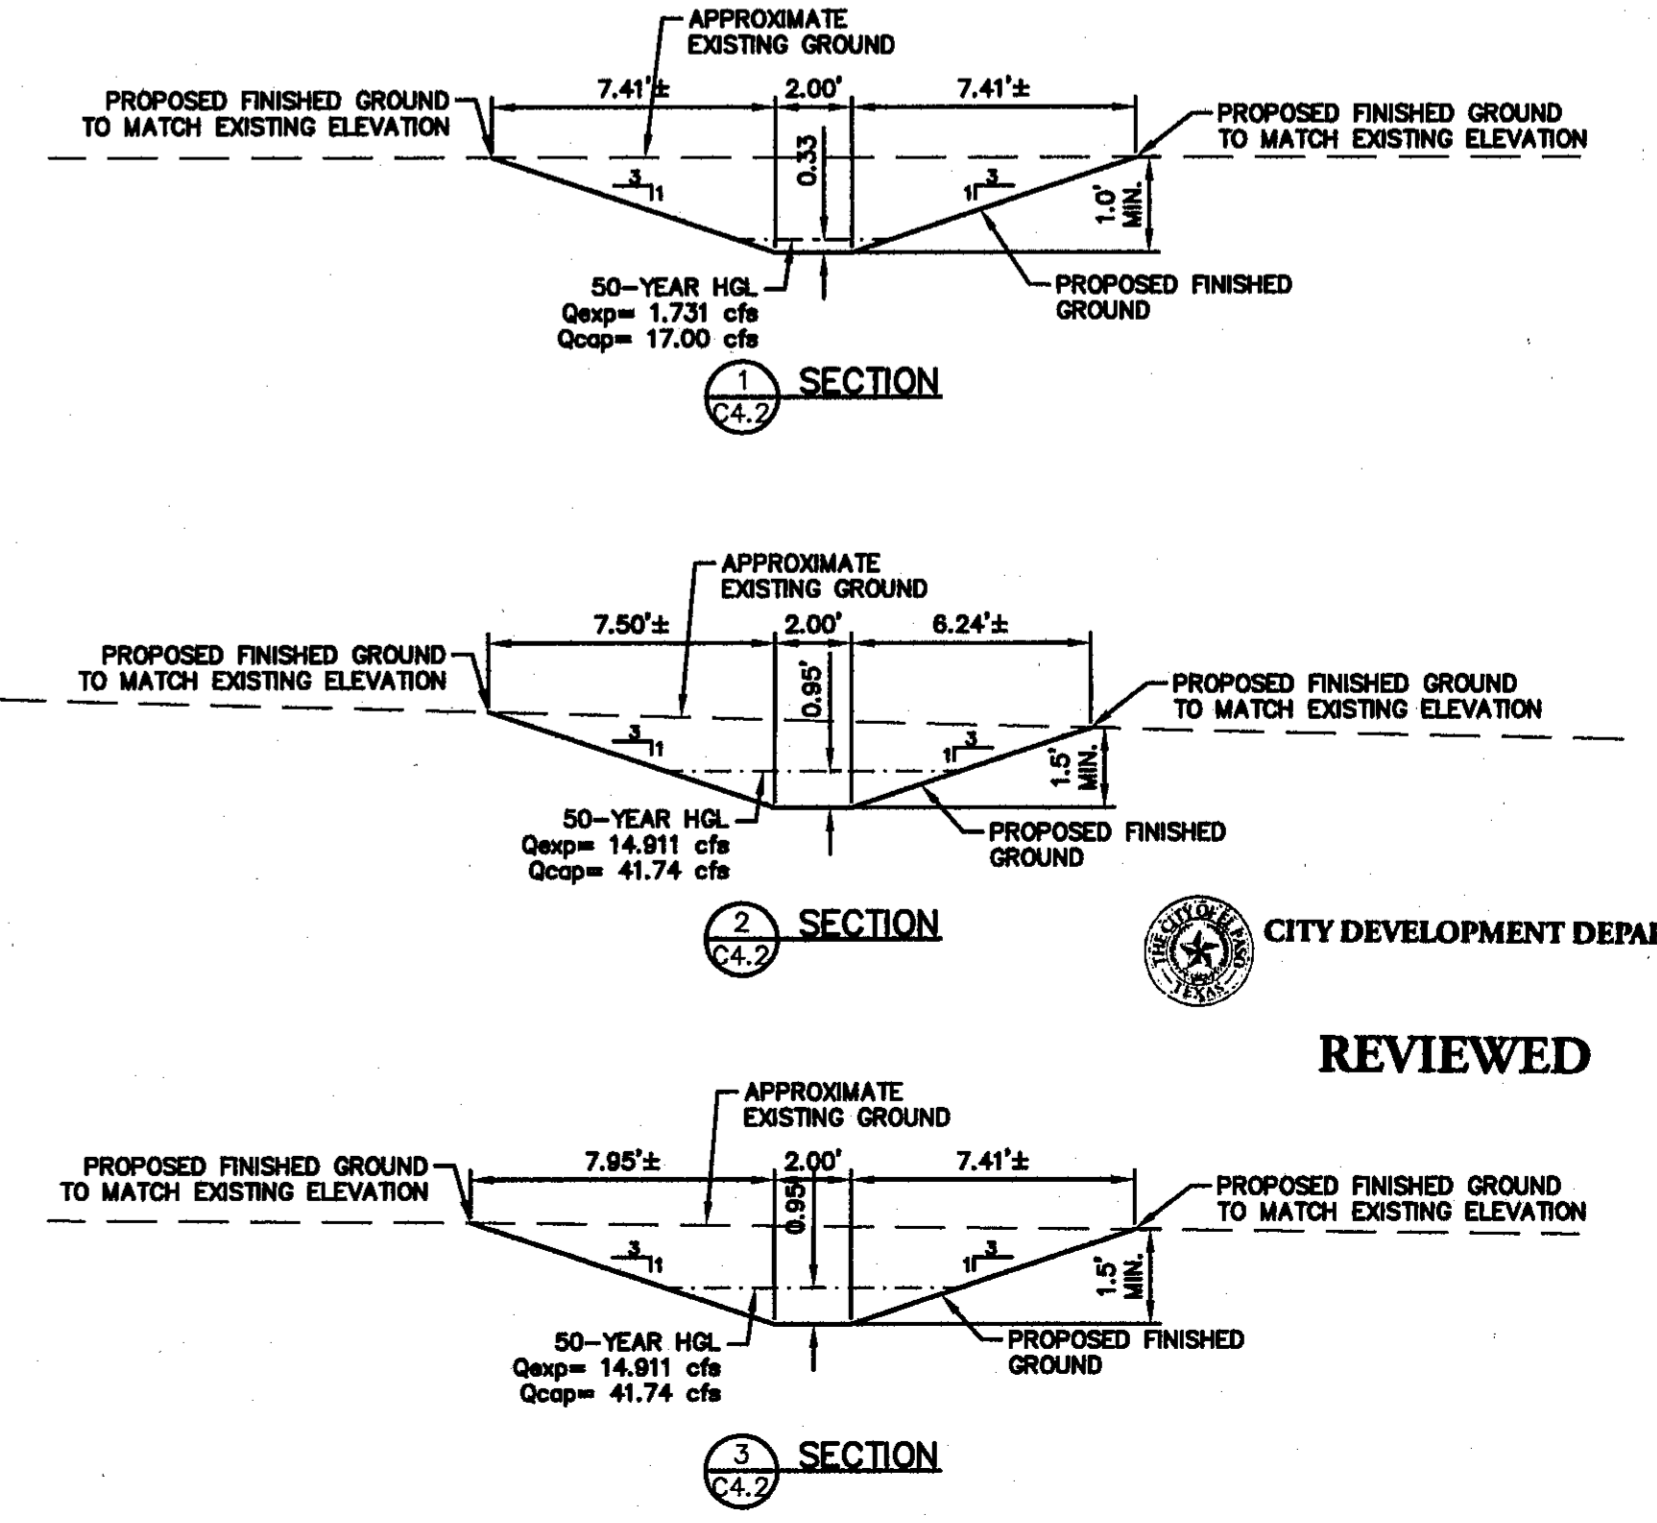 APPROXIMATE
EXISTING GROUND
7.41'±
2.00'
7.41'±
PROPOSED FINISHED GROUND
TO MATCH EXISTING ELEVATION
PROPOSED FINISHED GROUND
TO MATCH EXISTING ELEVATION
0.33
3
1
1
3
1.0'
MIN.
50-YEAR HGL
Qexp= 1.731 cfs
Qcap= 17.00 cfs
PROPOSED FINISHED
GROUND
1
C4.2
SECTION
APPROXIMATE
EXISTING GROUND
7.50'±
2.00'
6.24'±
PROPOSED FINISHED GROUND
TO MATCH EXISTING ELEVATION
PROPOSED FINISHED GROUND
TO MATCH EXISTING ELEVATION
0.95'
3
1
1
3
1.5'
MIN.
50-YEAR HGL
Qexp= 14.911 cfs
Qcap= 41.74 cfs
PROPOSED FINISHED
GROUND
2
C4.2
SECTION
THE CITY OF EL PASO
TEXAS
CITY DEVELOPMENT DEPA
REVIEWED
APPROXIMATE
EXISTING GROUND
7.95'±
2.00'
7.41'±
PROPOSED FINISHED GROUND
TO MATCH EXISTING ELEVATION
PROPOSED FINISHED GROUND
TO MATCH EXISTING ELEVATION
0.95'
3
1
1
3
1.5'
MIN.
50-YEAR HGL
Qexp= 14.911 cfs
Qcap= 41.74 cfs
PROPOSED FINISHED
GROUND
3
C4.2
SECTION